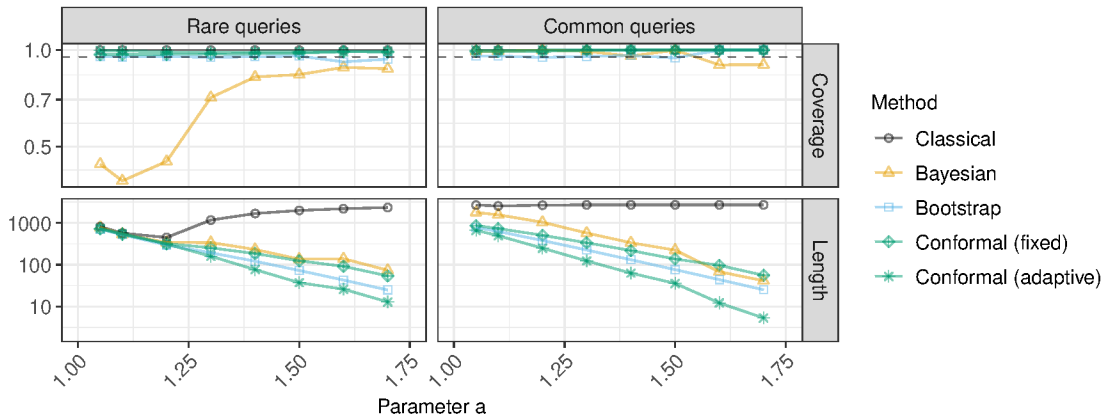 Rare queries
Common queries
1.0
0.7
0.5
Coverage
1000
100
10
Length
1.00
1.25
1.50
1.75
1.00
1.25
1.50
1.75
Parameter a
Method
Classical
Bayesian
Bootstrap
Conformal (fixed)
Conformal (adaptive)